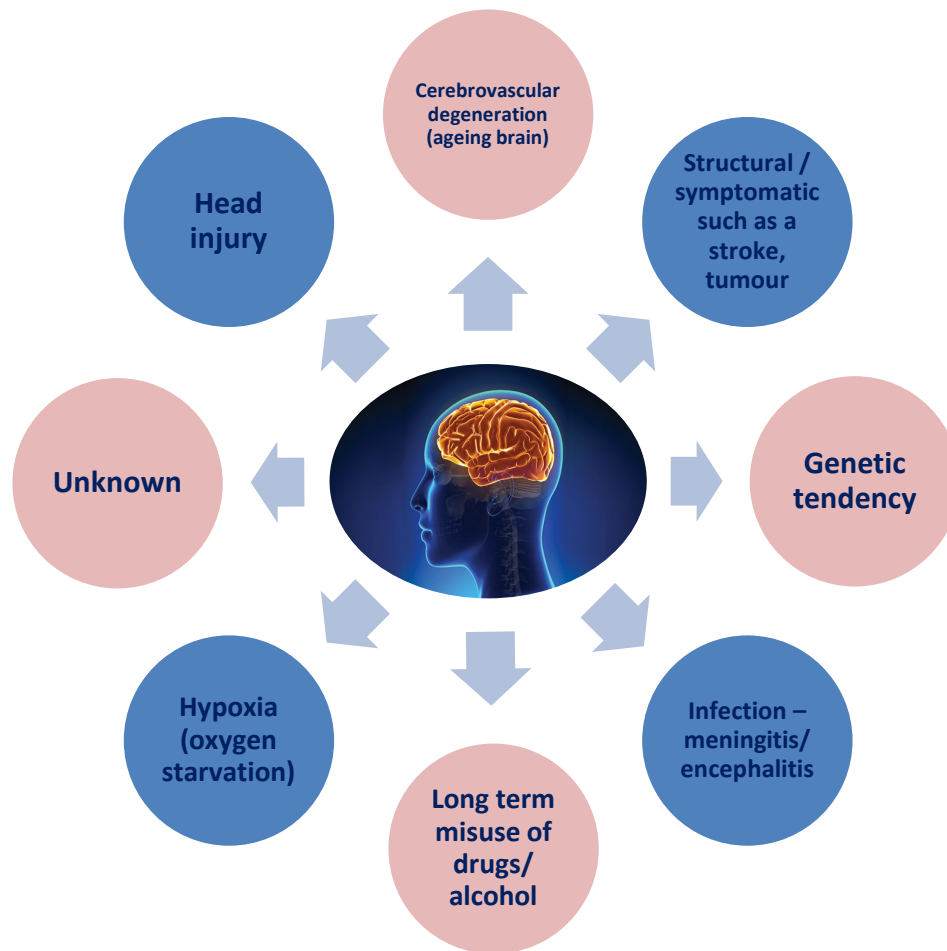 Cerebrovascular
degeneration
(ageing brain)
Structural /
symptomatic
such as a
stroke,
tumour
Genetic
tendency
Infection –
meningitis/
encephalitis
Long term
misuse of
drugs/
alcohol
Hypoxia
(oxygen
starvation)
Unknown
Head
injury